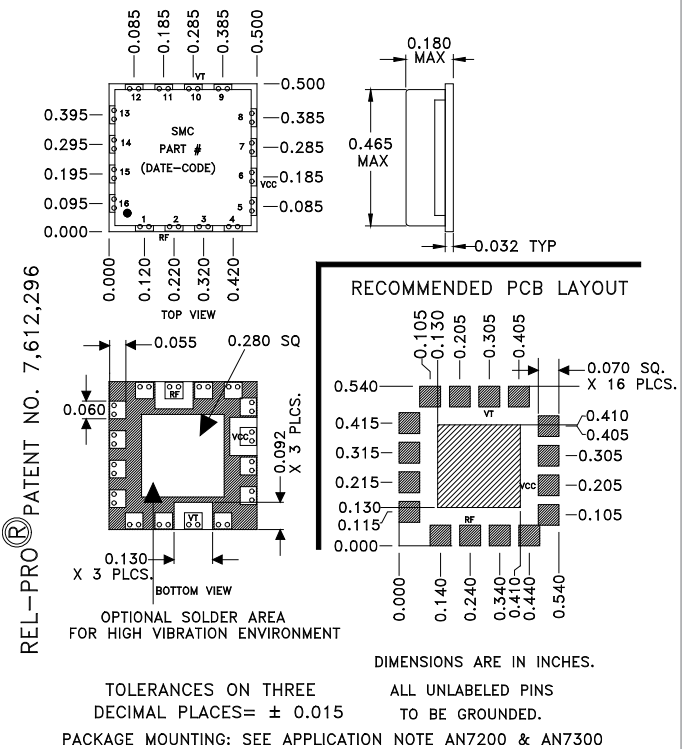 0.085 0.185 0.285 0.385 0.500
VT
12 11 10 9
0.500
0.395 13 8 0.385
SMC
0.295 14 PART # 7 0.285
(DATE-CODE)
0.195 15 6 0.185
VCC
0.095 16 5 0.085
1 2 3 4
0.000
RF
0.000 0.120 0.220 0.320 0.420
TOP VIEW
0.180
MAX
0.465
MAX
0.032 TYP
REL-PRO® PATENT NO. 7,612,296
0.055 0.280 SQ
RF
0.060
VCC
0.092
X 3 PLCS.
VT
0.130
X 3 PLCS.
BOTTOM VIEW
OPTIONAL SOLDER AREA
FOR HIGH VIBRATION ENVIRONMENT
RECOMMENDED PCB LAYOUT
0.105 0.130 0.205 0.305 0.405
0.070 SQ.
X 16 PLCS.
0.540
VT
0.415 0.410
0.405
0.315 0.305
0.215 VCC 0.205
0.130
0.115 0.105
RF
0.000
0.000 0.140 0.240 0.340 0.410 0.440 0.540
DIMENSIONS ARE IN INCHES.
TOLERANCES ON THREE
DECIMAL PLACES= ± 0.015
ALL UNLABELED PINS
TO BE GROUNDED.
PACKAGE MOUNTING: SEE APPLICATION NOTE AN7200 & AN7300